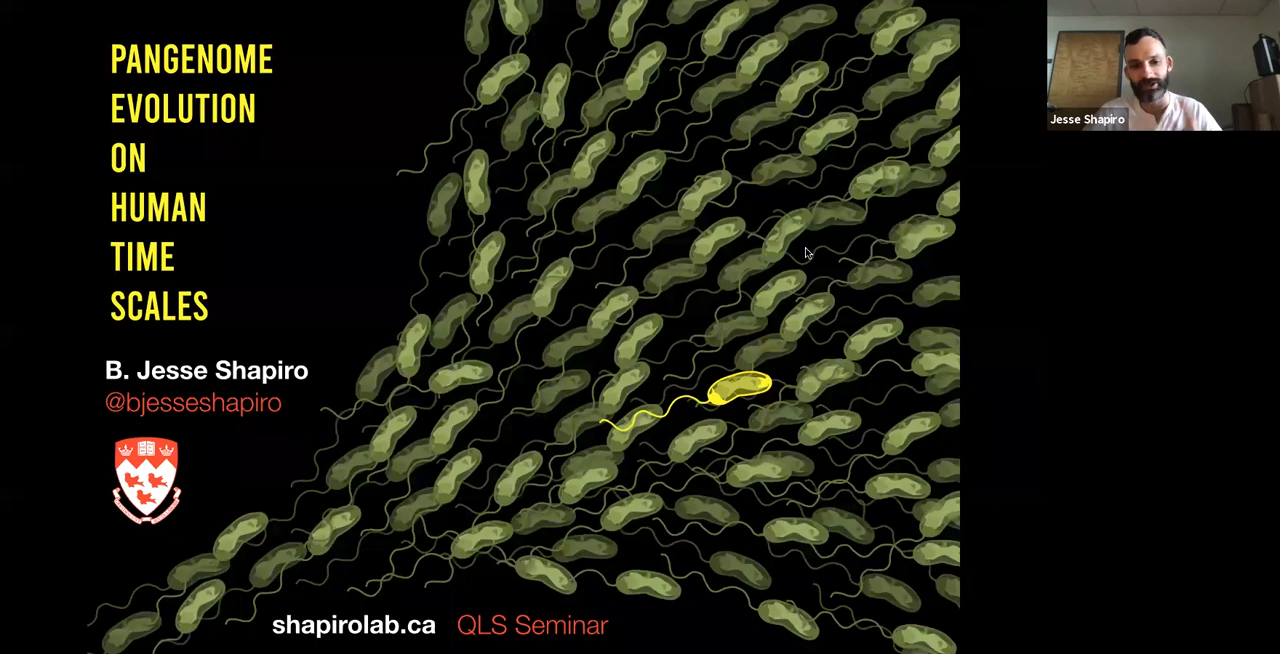 PANGENOME
EVOLUTION
ON
HUMAN
TIME
SCALES
B. Jesse Shapiro
@bjesseshapiro
shapirolab.ca QLS Seminar
Jesse Shapiro